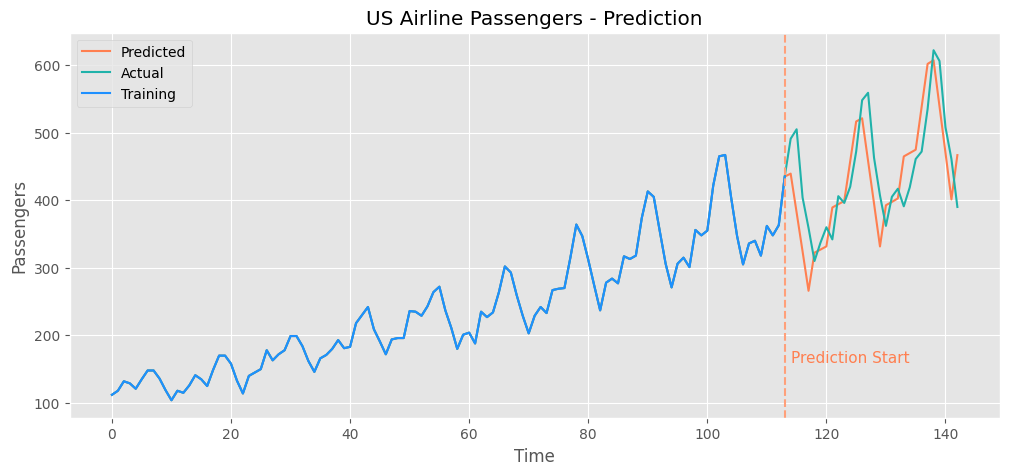 US Airline Passengers - Prediction
Predicted
Actual
Training
600
500
400
300
200
100
Passengers
Prediction Start
0 20 40 60 80 100 120 140
Time